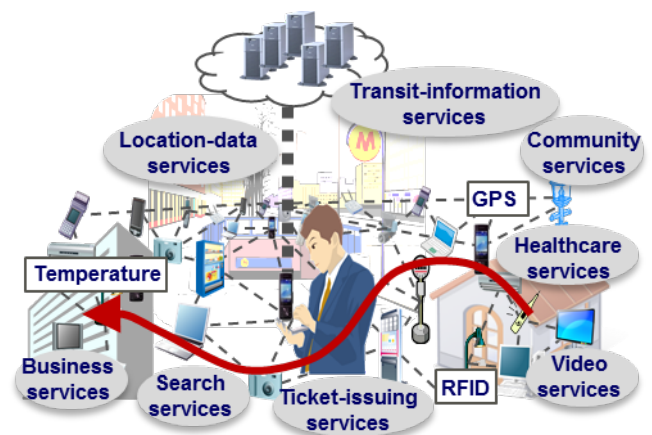 Transit-information
services
Location-data
services
Community
services
M
GPS
Healthcare
services
Temperature
Business
services
Search
services
Ticket-issuing
services
RFID
Video
services